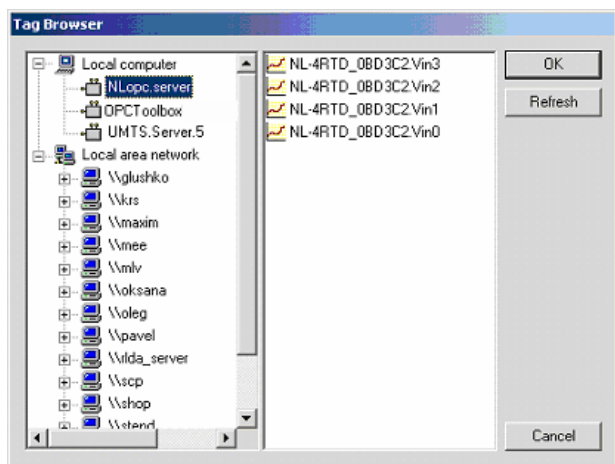 Tag Browser
Local computer
NLopc.server
OPCToolbox
UMTS.Server.5
Local area network
\\glushko
\\krs
\\maxim
\\mee
\\mlv
\\oksana
\\oleg
\\pavel
\\rlda_server
\\scp
\\shop
\\stend
NL-4RTD_0BD3C2.Vin3
NL-4RTD_0BD3C2.Vin2
NL-4RTD_0BD3C2.Vin1
NL-4RTD_0BD3C2.Vin0
OK
Refresh
Cancel